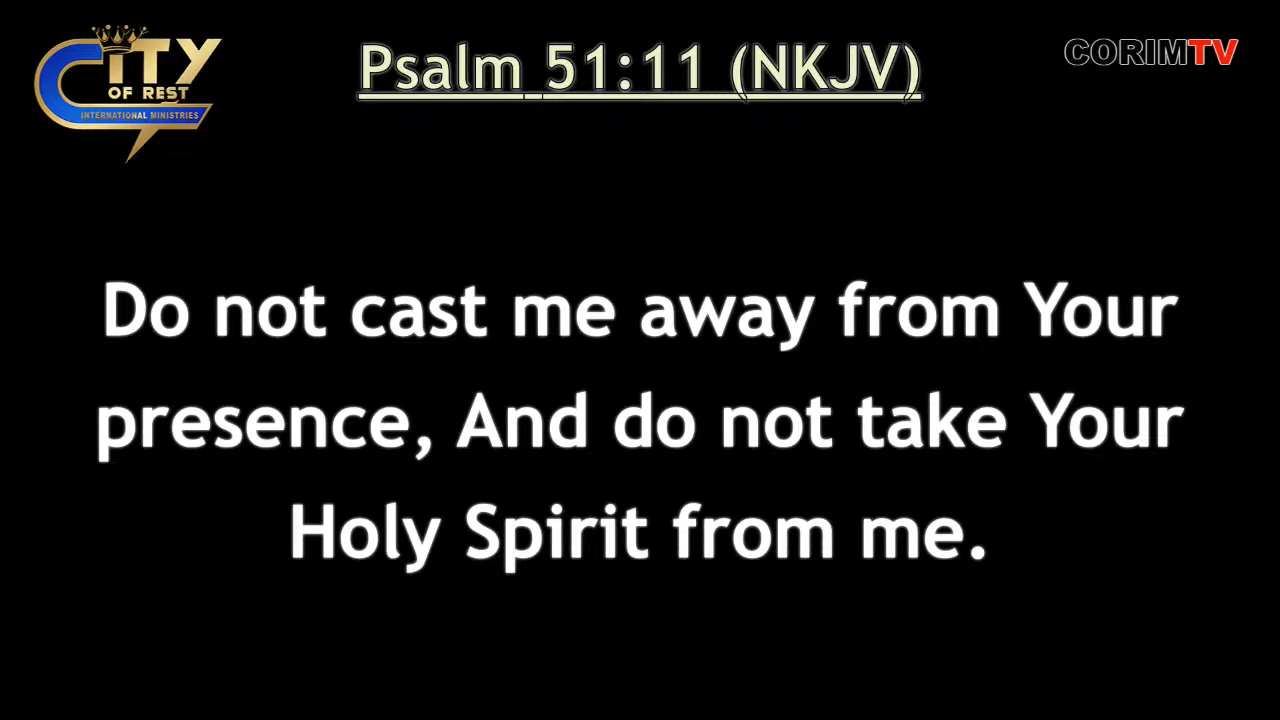 CiTY
OF REST
INTERNATIONAL MINISTRIES
Psalm 51:11 (NKJV)
CORIMTV
Do not cast me away from Your
presence, And do not take Your
Holy Spirit from me.